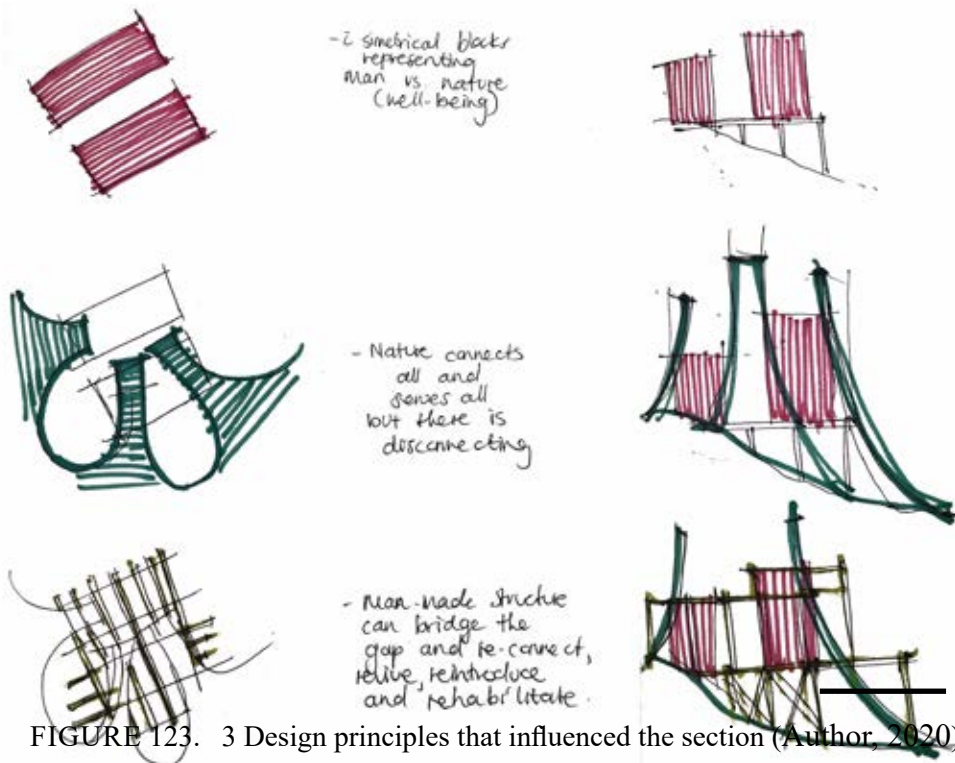 - 2 simetrical blocks
representing
man vs. nature
(well-being)
- Nature connects
all and
serves all
but there is
disconnecting
- Man-made structure
can bridge the
gap and re-connect,
relive, reintroduce
and rehabilitate.
FIGURE 123. 3 Design principles that influenced the section (Author, 2020)